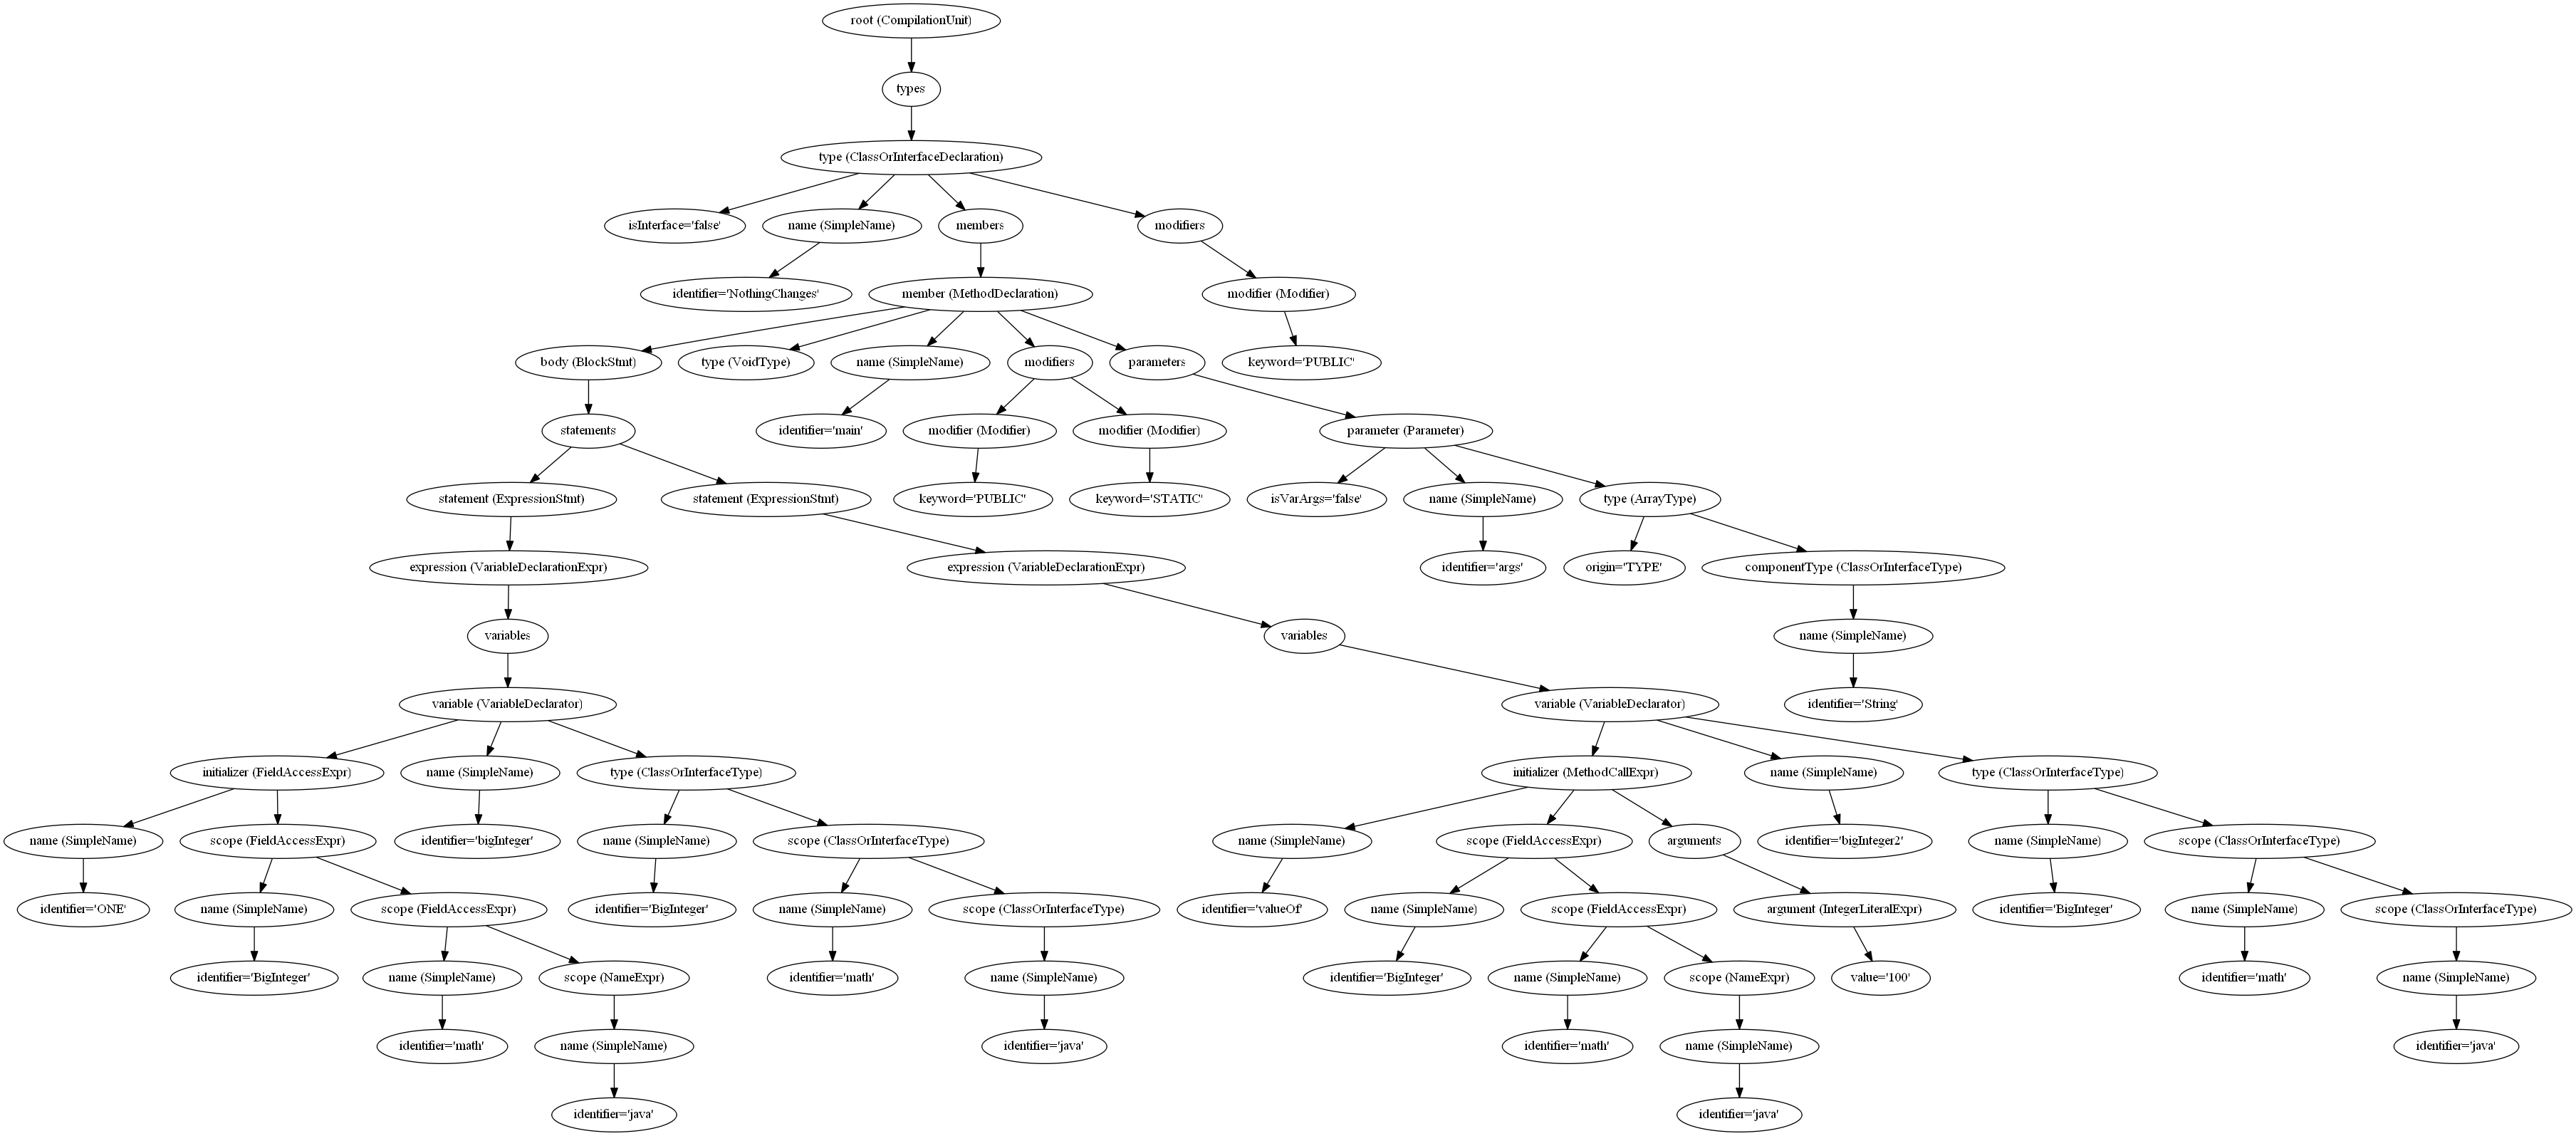 root (CompilationUnit)
types
type (ClassOrInterfaceDeclaration)
isInterface='false'
name (SimpleName)
members
modifiers
identifier='NothingChanges'
member (MethodDeclaration)
modifier (Modifier)
body (BlockStmt)
type (VoidType)
name (SimpleName)
modifiers
parameters
keyword='PUBLIC'
statements
identifier='main'
modifier (Modifier)
modifier (Modifier)
parameter (Parameter)
statement (ExpressionStmt)
statement (ExpressionStmt)
keyword='PUBLIC'
keyword='STATIC'
isVarArgs='false'
name (SimpleName)
type (ArrayType)
expression (VariableDeclarationExpr)
expression (VariableDeclarationExpr)
identifier='args'
origin='TYPE'
componentType (ClassOrInterfaceType)
variables
variables
name (SimpleName)
variable (VariableDeclarator)
variable (VariableDeclarator)
identifier='String'
initializer (FieldAccessExpr)
name (SimpleName)
type (ClassOrInterfaceType)
initializer (MethodCallExpr)
name (SimpleName)
type (ClassOrInterfaceType)
name (SimpleName)
scope (FieldAccessExpr)
identifier='bigInteger'
name (SimpleName)
scope (ClassOrInterfaceType)
name (SimpleName)
scope (FieldAccessExpr)
arguments
identifier='bigInteger2'
name (SimpleName)
scope (ClassOrInterfaceType)
identifier='ONE'
name (SimpleName)
scope (FieldAccessExpr)
identifier='BigInteger'
name (SimpleName)
scope (ClassOrInterfaceType)
identifier='valueOf'
name (SimpleName)
scope (FieldAccessExpr)
argument (IntegerLiteralExpr)
identifier='BigInteger'
name (SimpleName)
scope (ClassOrInterfaceType)
identifier='BigInteger'
name (SimpleName)
scope (NameExpr)
identifier='math'
name (SimpleName)
identifier='BigInteger'
name (SimpleName)
scope (NameExpr)
value='100'
identifier='math'
name (SimpleName)
identifier='math'
name (SimpleName)
identifier='java'
identifier='math'
name (SimpleName)
identifier='java'
identifier='java'
identifier='java'